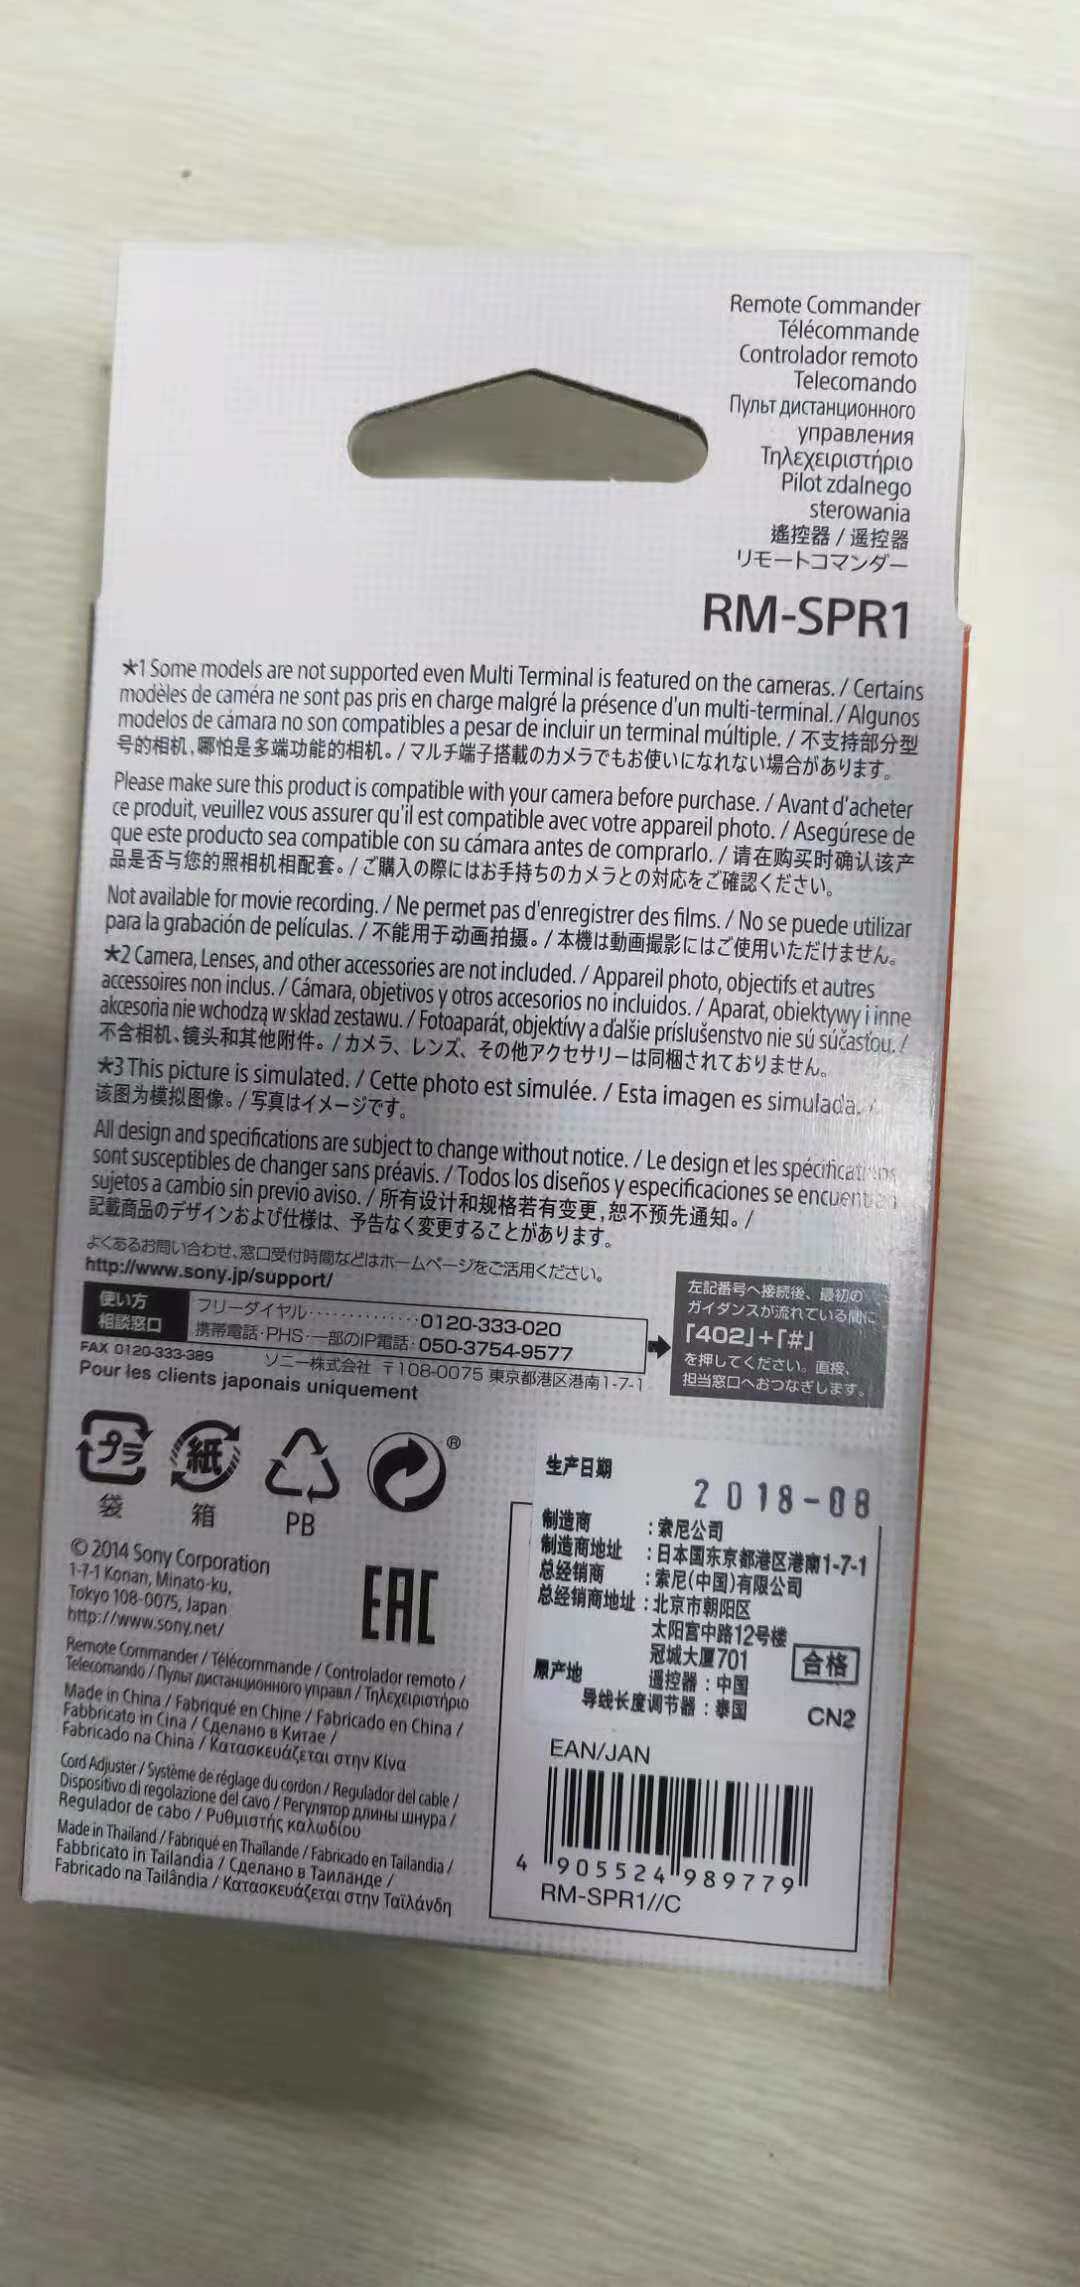 Remote Commander
Télécommande
Controlador remoto
Telecomando
Пульт дистанционного
управления
Τηλεχειριστήριο
Pilot zdalnego
sterowania
遙控器 / 遥控器
リモートコマンダー
RM-SPR1
★1 Some models are not supported even Multi Terminal is featured on the cameras. / Certains
modèles de caméra ne sont pas pris en charge malgré la présence d'un multi-terminal. / Algunos
modelos de cámara no son compatibles a pesar de incluir un terminal múltiple. / 不支持部分型
号的相机,哪怕是多端功能的相机。/ マルチ端子搭載のカメラでもお使いになれない場合があります。
Please make sure this product is compatible with your camera before purchase. / Avant d'acheter
ce produit, veuillez vous assurer qu'il est compatible avec votre appareil photo. / Asegúrese de
que este producto sea compatible con su cámara antes de comprarlo. / 请在购买时确认该产
品是否与您的照相机相配套。/ ご購入の際にはお手持ちのカメラとの対応をご確認ください。
Not available for movie recording. / Ne permet pas d'enregistrer des films. / No se puede utilizar
para la grabación de películas. / 不能用于动画拍摄。/ 本機は動画撮影にはご使用いただけません。
★2 Camera, Lenses, and other accessories are not included. / Appareil photo, objectifs et autres
accessoires non inclus. / Cámara, objetivos y otros accesorios no incluidos. / Aparat, obiektywy i inne
akcesoria nie wchodzą w skład zestawu. / Fotoaparát, objektívy a ďalšie príslušenstvo nie sú súčasťou. /
不含相机、镜头和其他附件。/ カメラ、レンズ、その他アクセサリーは同梱されておりません。
★3 This picture is simulated. / Cette photo est simulée. / Esta imagen es simulada. /
该图为模拟图像。/ 写真はイメージです。
All design and specifications are subject to change without notice. / Le design et les spécifications
sont susceptibles de changer sans préavis. / Todos los diseños y especificaciones se encuentran
sujetos a cambio sin previo aviso. / 所有设计和规格若有变更,恕不预先通知。/
記載商品のデザインおよび仕様は、予告なく変更することがあります。
よくあるお問い合わせ、窓口受付時間などはホームページをご活用ください。
http://www.sony.jp/support/
使い方
相談窓口
フリーダイヤル・・・・・・・・・・・・・0120-333-020
携帯電話・PHS・一部のIP電話・050-3754-9577
左記番号へ接続後、最初の
ガイダンスが流れている間に
「402」+「#」
を押してください。直接、
担当窓口へおつなぎします。
FAX 0120-333-389
ソニー株式会社 〒108-0075 東京都港区港南1-7-1
Pour les clients japonais uniquement
プラ
袋
紙
箱
PB
®
© 2014 Sony Corporation
1-7-1 Konan, Minato-ku,
Tokyo 108-0075, Japan
http://www.sony.net/
EAC
Remote Commander / Télécommande / Controlador remoto /
Telecomando / Пульт дистанционного управл / Τηλεχειριστήριο
Made in China / Fabriqué en Chine / Fabricado en China /
Fabbricato in Cina / Сделано в Китае /
Fabricado na China / Κατασκευάζεται στην Κίνα
Cord Adjuster / Système de réglage du cordon / Regulador del cable /
Dispositivo di regolazione del cavo / Регулятор длины шнура /
Regulador de cabo / Ρυθμιστής καλωδίου
Made in Thailand / Fabriqué en Thaïlande / Fabricado en Tailandia /
Fabbricato in Tailandia / Сделано в Таиланде /
Fabricado na Tailândia / Κατασκευάζεται στην Ταϊλάνδη
生产日期
2018-08
制造商 :索尼公司
制造商地址 :日本国东京都港区港南1-7-1
总经销商 :索尼(中国)有限公司
总经销商地址:北京市朝阳区
太阳宫中路12号楼
冠城大厦701
合格
原产地 遥控器:中国
导线长度调节器:泰国
CN2
EAN/JAN
4 905524 989779
RM-SPR1//C